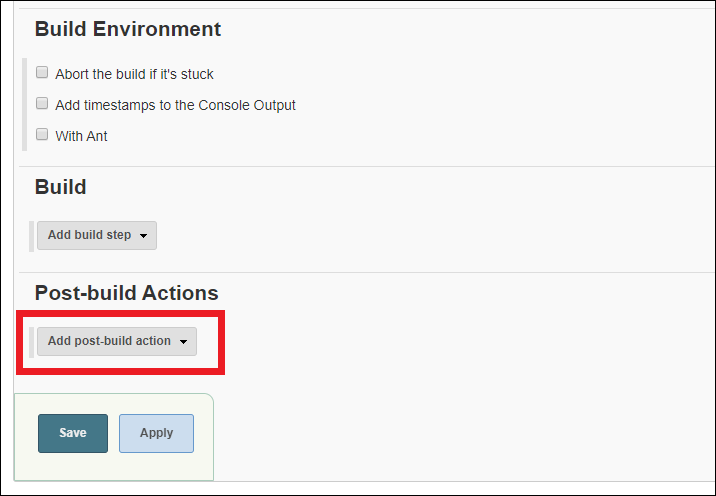 Build Environment
Abort the build if it's stuck
Add timestamps to the Console Output
With Ant
Build
Add build step
Post-build Actions
Add post-build action
Save Apply